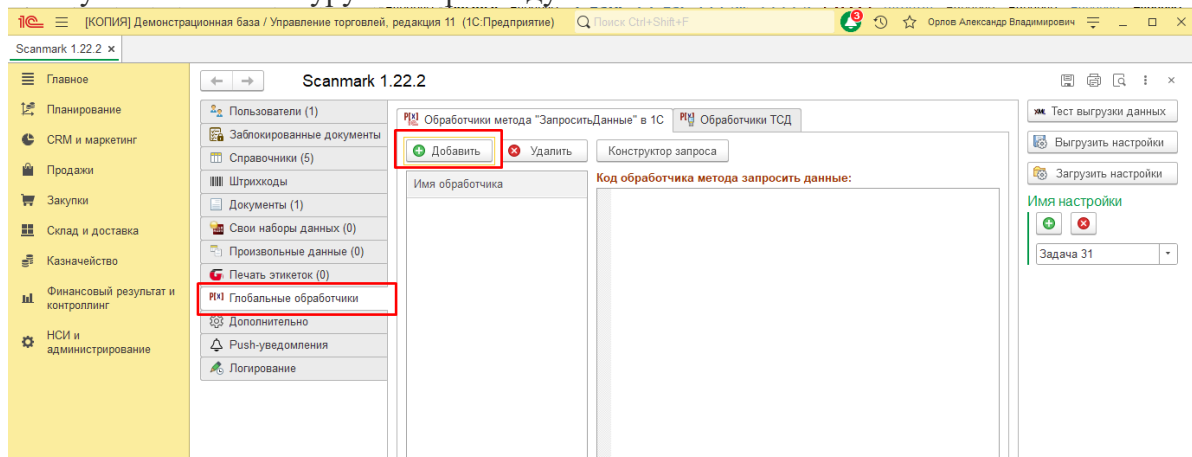 [КОПИЯ] Демонстрационная база / Управление торговлей, редакция 11 (1С:Предприятие)
Поиск Ctrl+Shift+F
3
Орлов Александр Владимирович
Scanmark 1.22.2 ×
Главное
Планирование
CRM и маркетинг
Продажи
Закупки
Склад и доставка
Казначейство
Финансовый результат и
контроллинг
НСИ и
администрирование
Scanmark 1.22.2
Пользователи (1)
Заблокированные документы
Справочники (5)
Штрихкоды
Документы (1)
Свои наборы данных (0)
Произвольные данные (0)
Печать этикеток (0)
Глобальные обработчики
Дополнительно
Push-уведомления
Логирование
Обработчики метода "ЗапроситьДанные" в 1С
Обработчики ТСД
Добавить
Удалить
Конструктор запроса
Имя обработчика
Код обработчика метода запросить данные:
XML Тест выгрузки данных
Выгрузить настройки
Загрузить настройки
Имя настройки
Задача 31